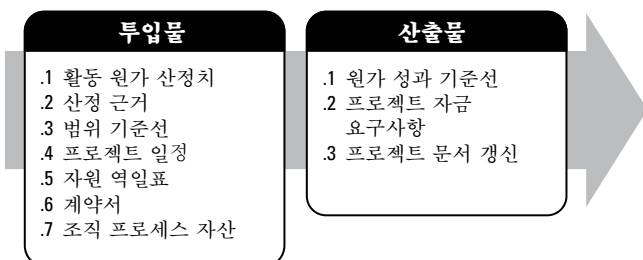 투입물
.1 활동 원가 산정치
.2 산정 근거
.3 범위 기준선
.4 프로젝트 일정
.5 자원 역일표
.6 계약서
.7 조직 프로세스 자산
산출물
.1 원가 성과 기준선
.2 프로젝트 자금
요구사항
.3 프로젝트 문서 갱신